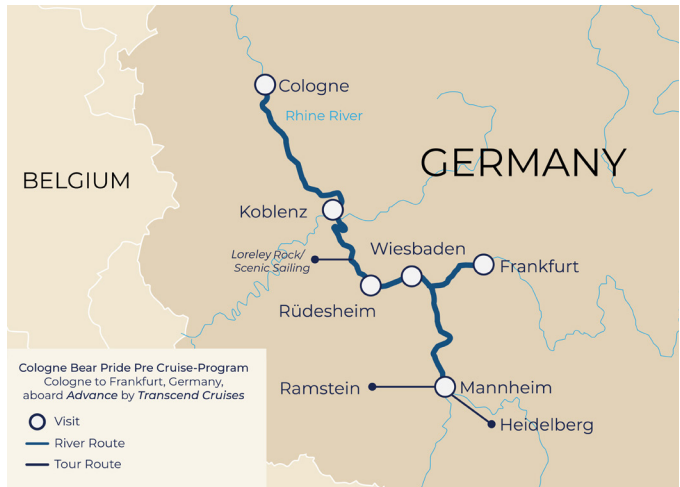 Cologne
Rhine River
GERMANY
BELGIUM
Koblenz
Loreley Rock/
Scenic Sailing
Wiesbaden
Frankfurt
Rüdesheim
Ramstein
Mannheim
Heidelberg
Cologne Bear Pride Pre Cruise-Program
Cologne to Frankfurt, Germany,
aboard Advance by Transcend Cruises
Visit
River Route
Tour Route